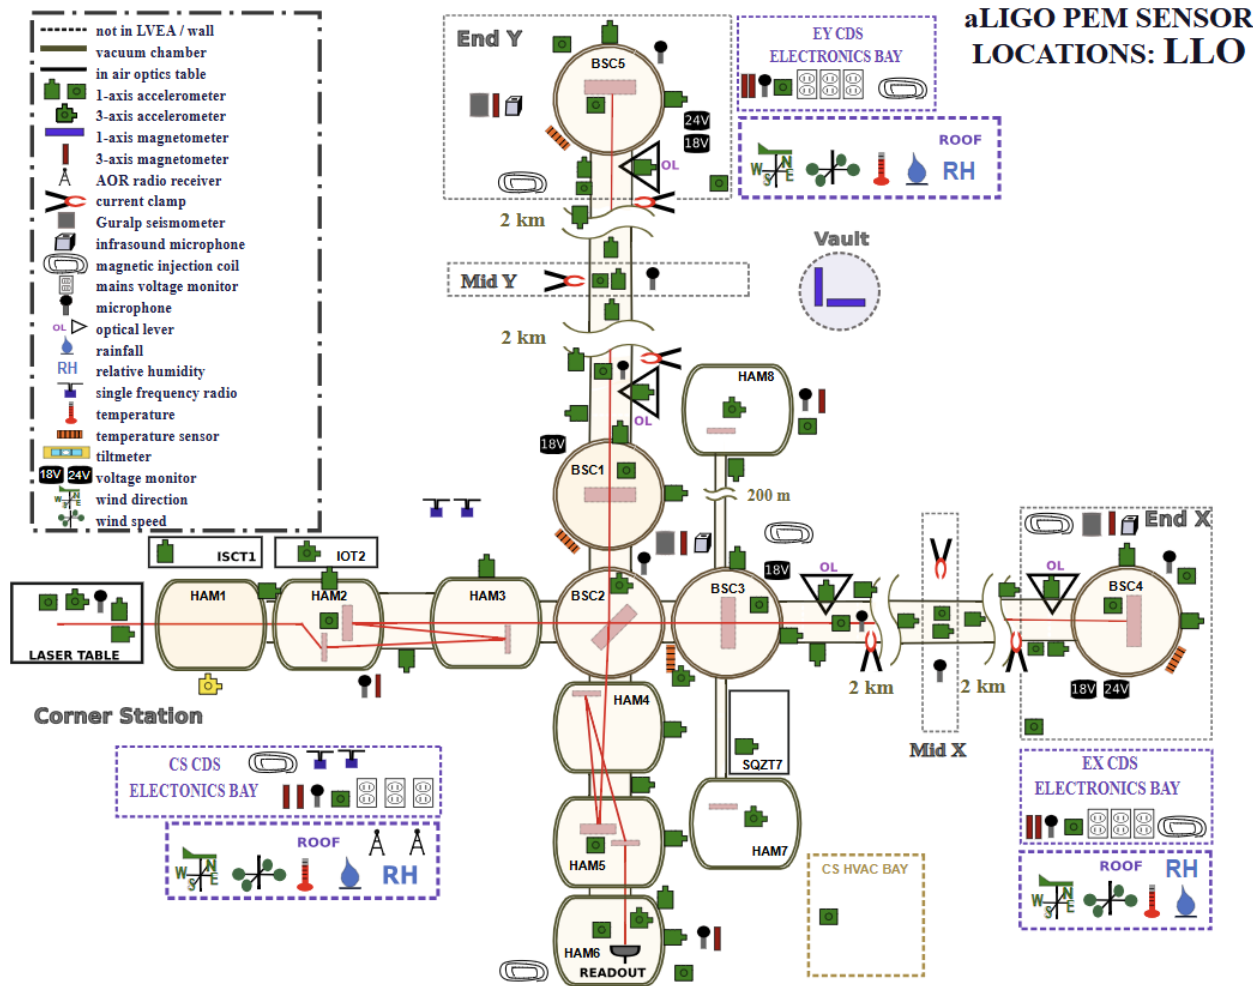 aLIGO PEM SENSOR
LOCATIONS: LLO
not in LVEA / wall
vacuum chamber
in air optics table
1-axis accelerometer
3-axis accelerometer
1-axis magnetometer
3-axis magnetometer
AOR radio receiver
current clamp
Guralp seismometer
infrasound microphone
magnetic injection coil
mains voltage monitor
microphone
OL optical lever
rainfall
RH relative humidity
single frequency radio
temperature
temperature sensor
tiltmeter
18V 24V voltage monitor
W N S E wind direction
wind speed
End Y
BSC5
24V
18V
OL
2 km
EY CDS
ELECTRONICS BAY
ROOF
W N S E
RH
Vault
Mid Y
2 km
OL
HAM8
18V
BSC1
200 m
ISCT1
IOT2
HAM1
HAM2
HAM3
BSC2
BSC3
18V
OL
LASER TABLE
Corner Station
2 km
Mid X
2 km
End X
OL
BSC4
18V 24V
HAM4
SQZT7
HAM5
HAM7
HAM6
READOUT
CS CDS
ELECTONICS BAY
ROOF
W N S E
RH
CS HVAC BAY
EX CDS
ELECTRONICS BAY
ROOF
RH
W N S E